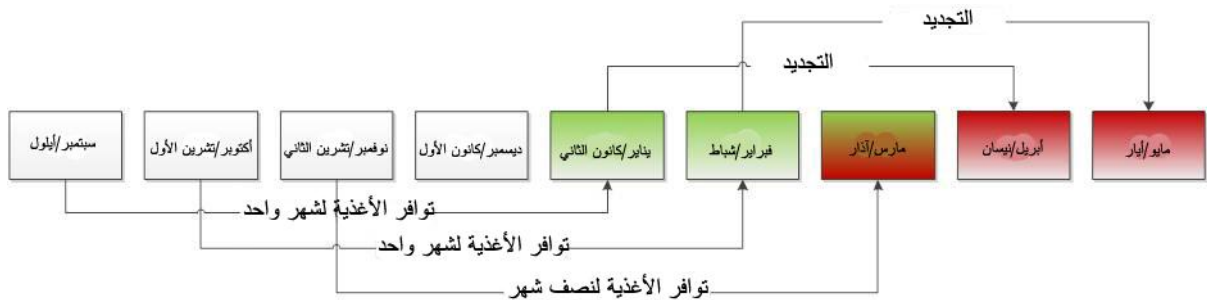 التجديد
التجديد
سبتمبر/أيلول
أكتوبر/تشرين الأول
نوفمبر/تشرين الثاني
ديسمبر/كانون الأول
يناير/كانون الثاني
فبراير/شباط
مارس/آذار
أبريل/نيسان
مايو/أيار
توافر الأغذية لشهر واحد
توافر الأغذية لشهر واحد
توافر الأغذية لنصف شهر